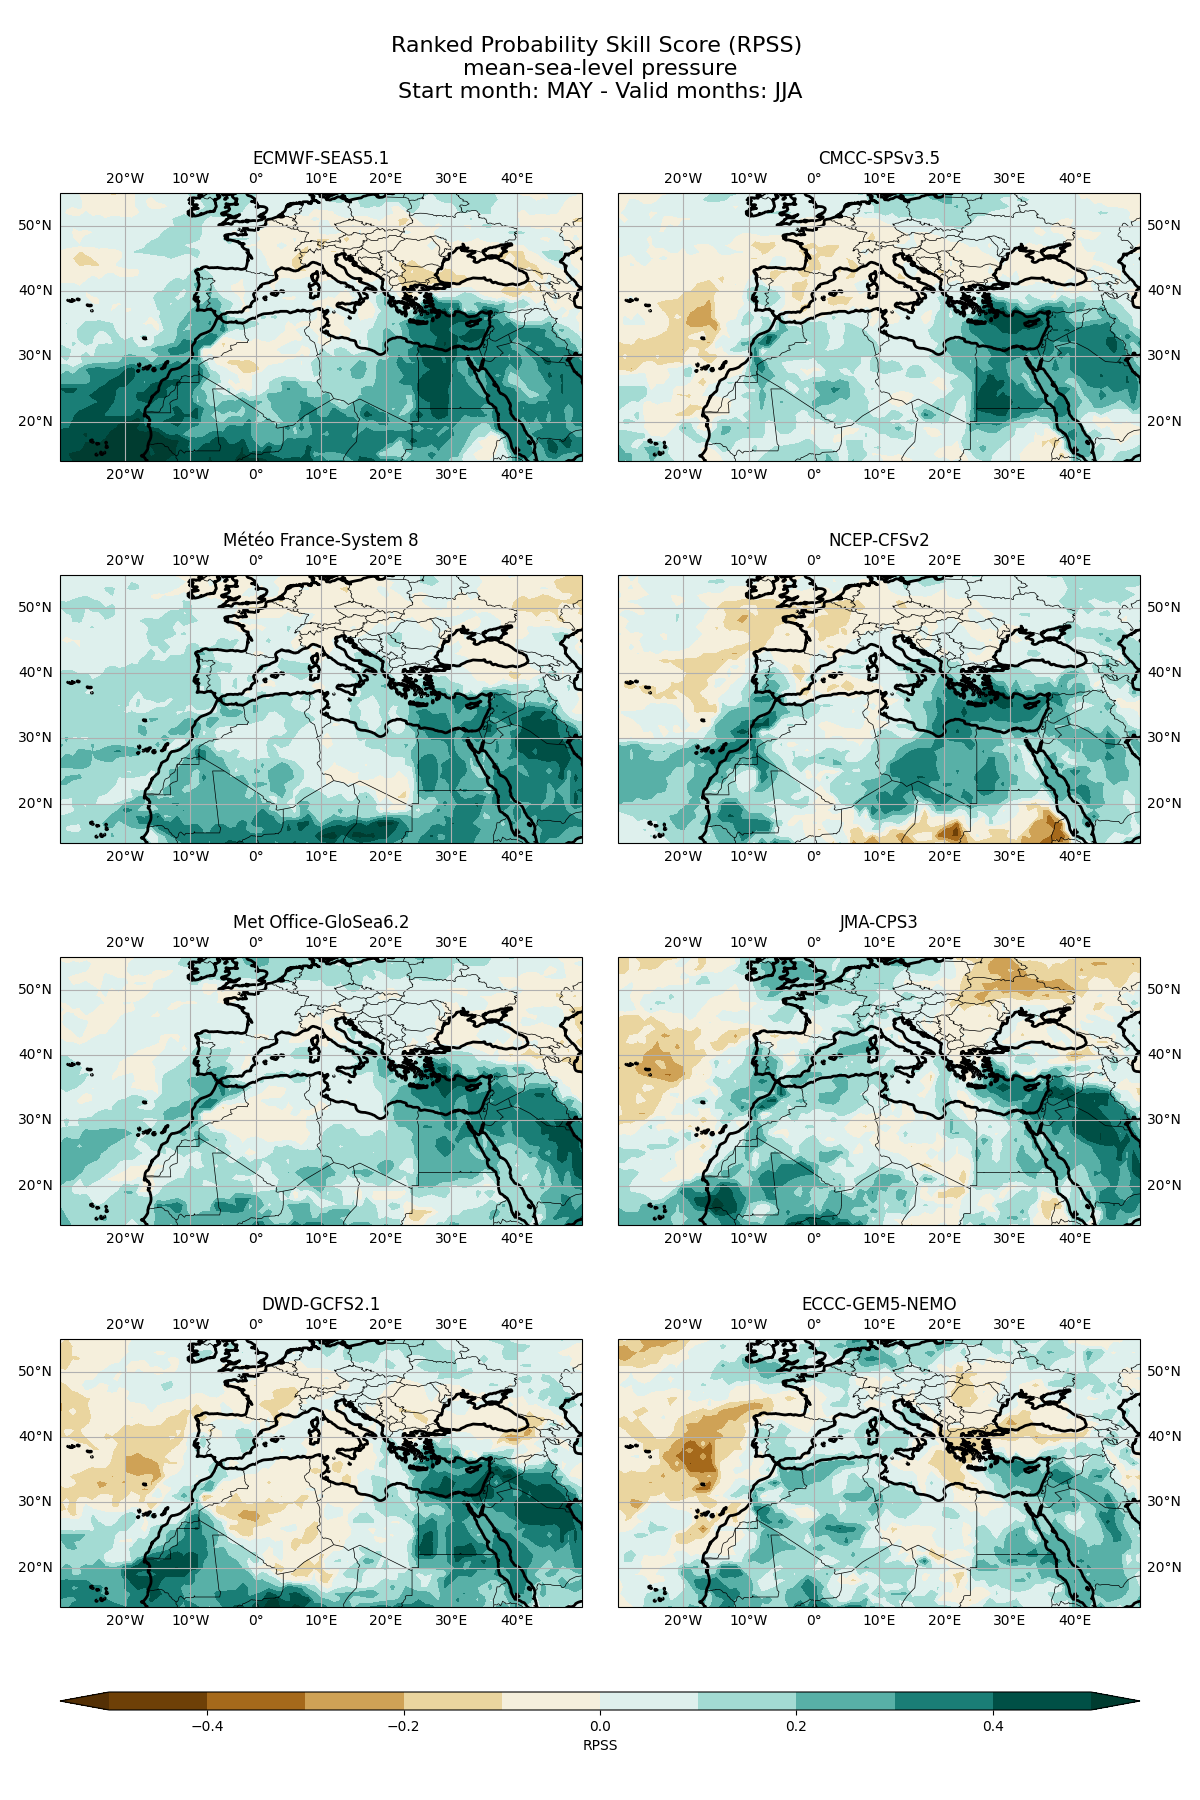 Ranked Probability Skill Score (RPSS)
mean-sea-level pressure
Start month: MAY - Valid months: JJA
ECMWF-SEAS5.1 CMCC-SPSv3.5
20°W 10°W 0° 10°E 20°E 30°E 40°E 20°W 10°W 0° 10°E 20°E 30°E 40°E
50°N 50°N
40°N 40°N
30°N 30°N
20°N 20°N
20°W 10°W 0° 10°E 20°E 30°E 40°E 20°W 10°W 0° 10°E 20°E 30°E 40°E
Météo France-System 8 NCEP-CFSv2
20°W 10°W 0° 10°E 20°E 30°E 40°E 20°W 10°W 0° 10°E 20°E 30°E 40°E
50°N 50°N
40°N 40°N
30°N 30°N
20°N 20°N
20°W 10°W 0° 10°E 20°E 30°E 40°E 20°W 10°W 0° 10°E 20°E 30°E 40°E
Met Office-GloSea6.2 JMA-CPS3
20°W 10°W 0° 10°E 20°E 30°E 40°E 20°W 10°W 0° 10°E 20°E 30°E 40°E
50°N 50°N
40°N 40°N
30°N 30°N
20°N 20°N
20°W 10°W 0° 10°E 20°E 30°E 40°E 20°W 10°W 0° 10°E 20°E 30°E 40°E
DWD-GCFS2.1 ECCC-GEM5-NEMO
20°W 10°W 0° 10°E 20°E 30°E 40°E 20°W 10°W 0° 10°E 20°E 30°E 40°E
50°N 50°N
40°N 40°N
30°N 30°N
20°N 20°N
20°W 10°W 0° 10°E 20°E 30°E 40°E 20°W 10°W 0° 10°E 20°E 30°E 40°E
−0.4 −0.2 0.0 0.2 0.4
RPSS